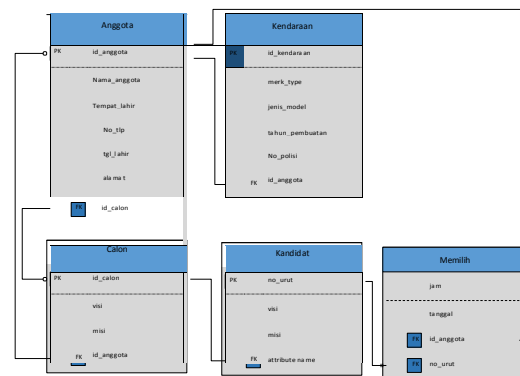 Anggota
PK id_anggota
Nama_anggota
Tempat_lahir
No_tlp
tgl_lahir
alamat
FK id_calon
Kendaraan
PK id_kendaraan
merk_type
jenis_model
tahun_pembuatan
No_polisi
FK id_anggota
Calon
PK id_calon
visi
misi
FK id_anggota
Kandidat
PK no_urut
visi
misi
FK attribute name
Memilih
jam
tanggal
FK id_anggota
FK no_urut